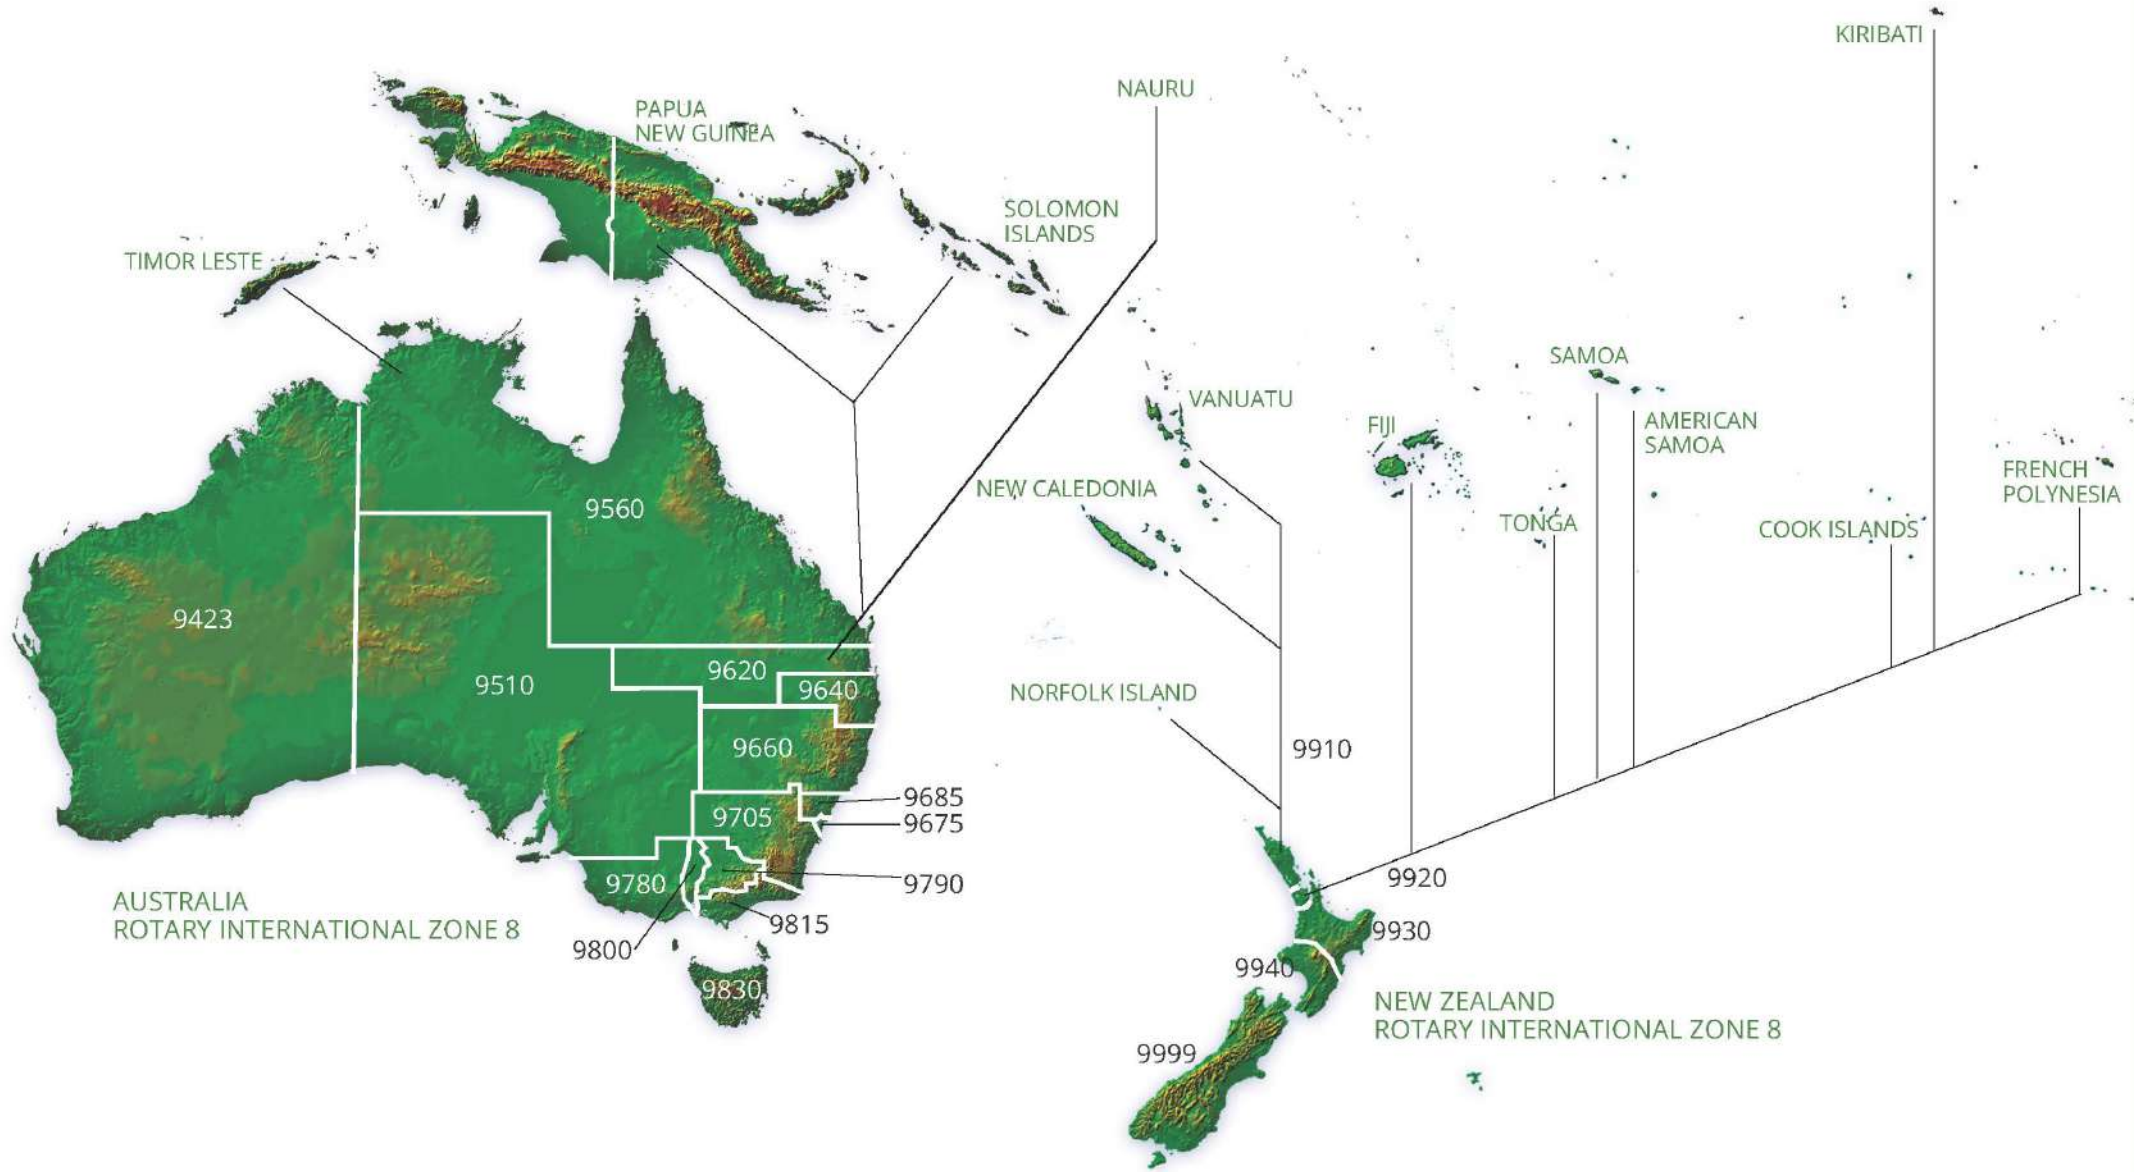 KIRIBATI
NAURU
PAPUA
NEW GUINEA
SOLOMON
ISLANDS
TIMOR LESTE
SAMOA
VANUATU
AMERICAN
SAMOA
FIJI
FRENCH
POLYNESIA
NEW CALEDONIA
TONGA
COOK ISLANDS
9560
9423
9510
9620
9640
NORFOLK ISLAND
9660
9910
9685
9705
9675
9780
9790
9920
AUSTRALIA
ROTARY INTERNATIONAL ZONE 8
9815
9800
9930
9940
9830
NEW ZEALAND
ROTARY INTERNATIONAL ZONE 8
9999